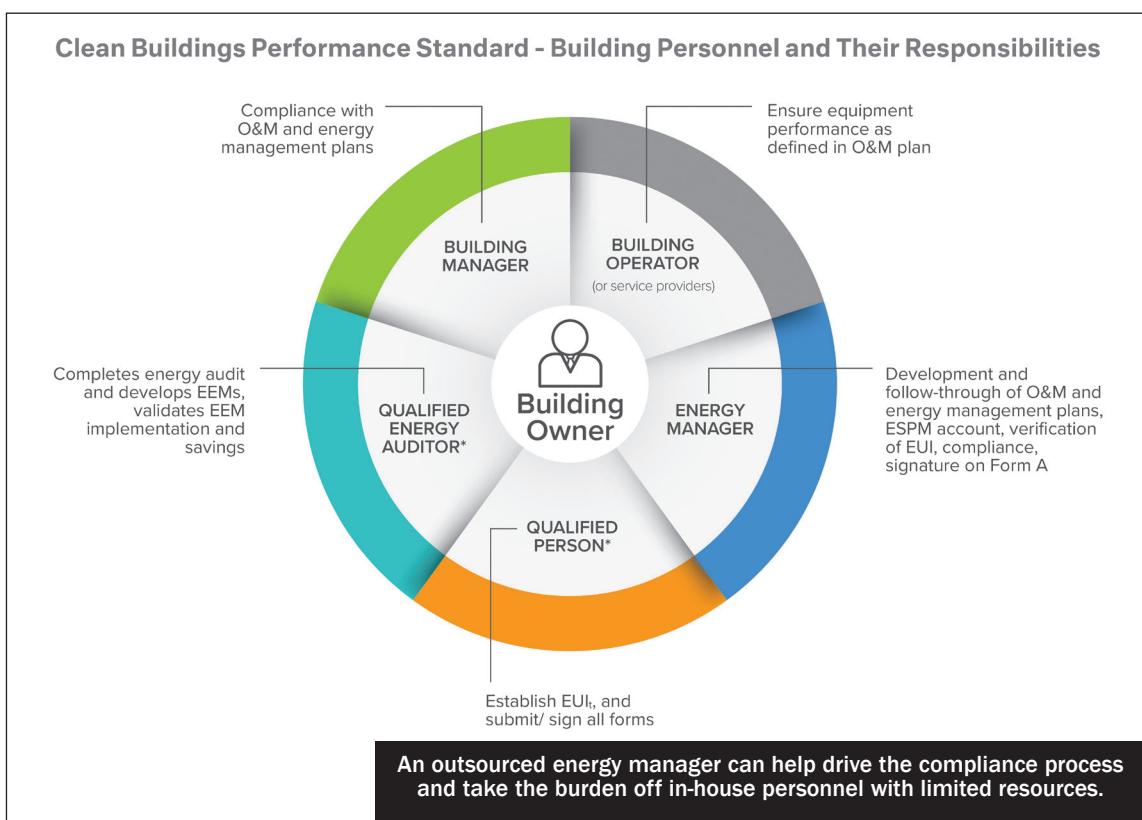 Clean Buildings Performance Standard - Building Personnel and Their Responsibilities
Compliance with
O&M and energy
management plans
Ensure equipment
performance as
defined in O&M plan
BUILDING
MANAGER
BUILDING
OPERATOR
(or service providers)
Completes energy audit
and develops EEMs,
validates EEM
implementation and
savings
QUALIFIED
ENERGY
AUDITOR*
Building
Owner
ENERGY
MANAGER
Development and
follow-through of O&M and
energy management plans,
ESPM account, verification
of EUI, compliance,
signature on Form A
QUALIFIED
PERSON*
Establish EUIₜ, and
submit/ sign all forms
An outsourced energy manager can help drive the compliance process
and take the burden off in-house personnel with limited resources.